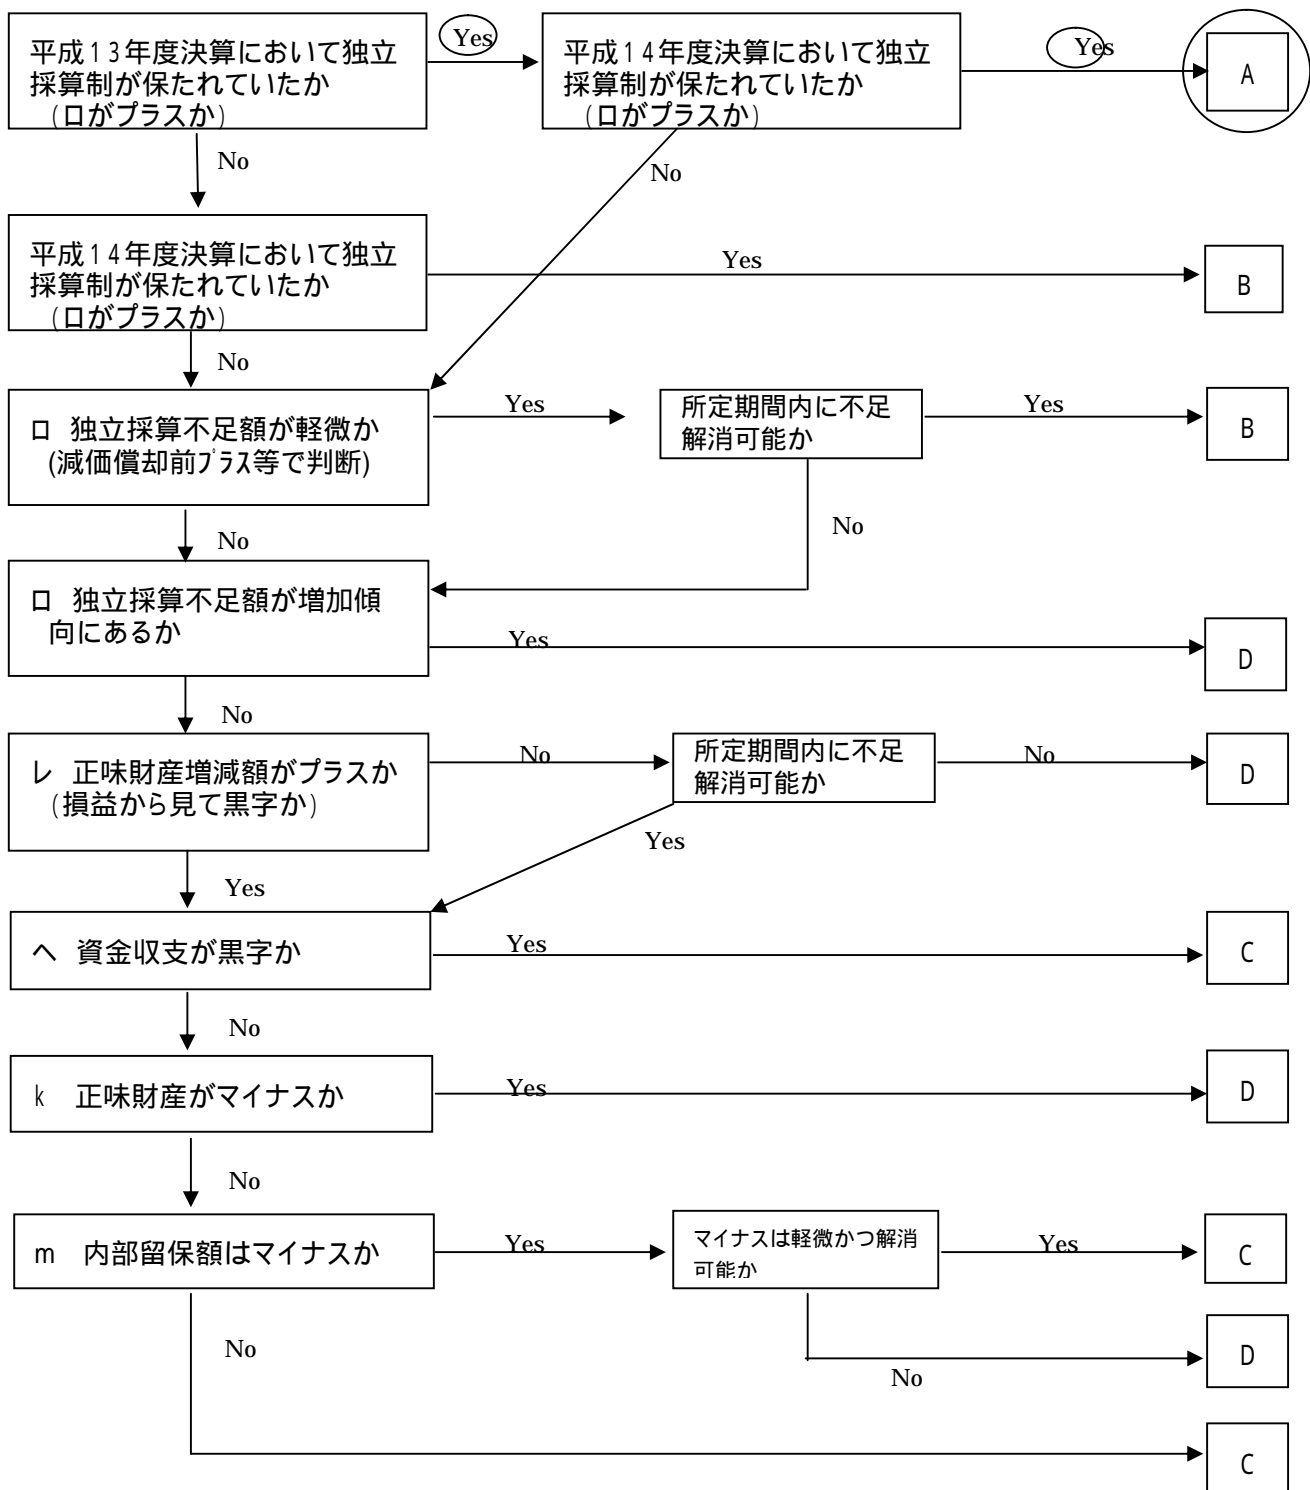 平成13年度決算において独立
採算制が保たれていたか
(ロがプラスか)
Yes
平成14年度決算において独立
採算制が保たれていたか
(ロがプラスか)
Yes
A
No
No
平成14年度決算において独立
採算制が保たれていたか
(ロがプラスか)
Yes
B
No
ロ 独立採算不足額が軽微か
(減価償却前プラス等で判断)
Yes
所定期間内に不足
解消可能か
Yes
B
No
No
ロ 独立採算不足額が増加傾
向にあるか
Yes
D
No
レ 正味財産増減額がプラスか
(損益から見て黒字か)
No
所定期間内に不足
解消可能か
No
D
Yes
Yes
ヘ 資金収支が黒字か
Yes
C
No
k 正味財産がマイナスか
Yes
D
No
m 内部留保額はマイナスか
Yes
マイナスは軽微かつ解消
可能か
Yes
C
No
No
D
C